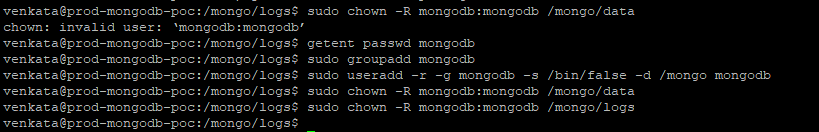 venkata@prod-mongodb-poc:/mongo/logs$ sudo chown -R mongodb:mongodb /mongo/data
chown: invalid user: ‘mongodb:mongodb’
venkata@prod-mongodb-poc:/mongo/logs$ getent passwd mongodb
venkata@prod-mongodb-poc:/mongo/logs$ sudo groupadd mongodb
venkata@prod-mongodb-poc:/mongo/logs$ sudo useradd -r -g mongodb -s /bin/false -d /mongo mongodb
venkata@prod-mongodb-poc:/mongo/logs$ sudo chown -R mongodb:mongodb /mongo/data
venkata@prod-mongodb-poc:/mongo/logs$ sudo chown -R mongodb:mongodb /mongo/logs
venkata@prod-mongodb-poc:/mongo/logs$